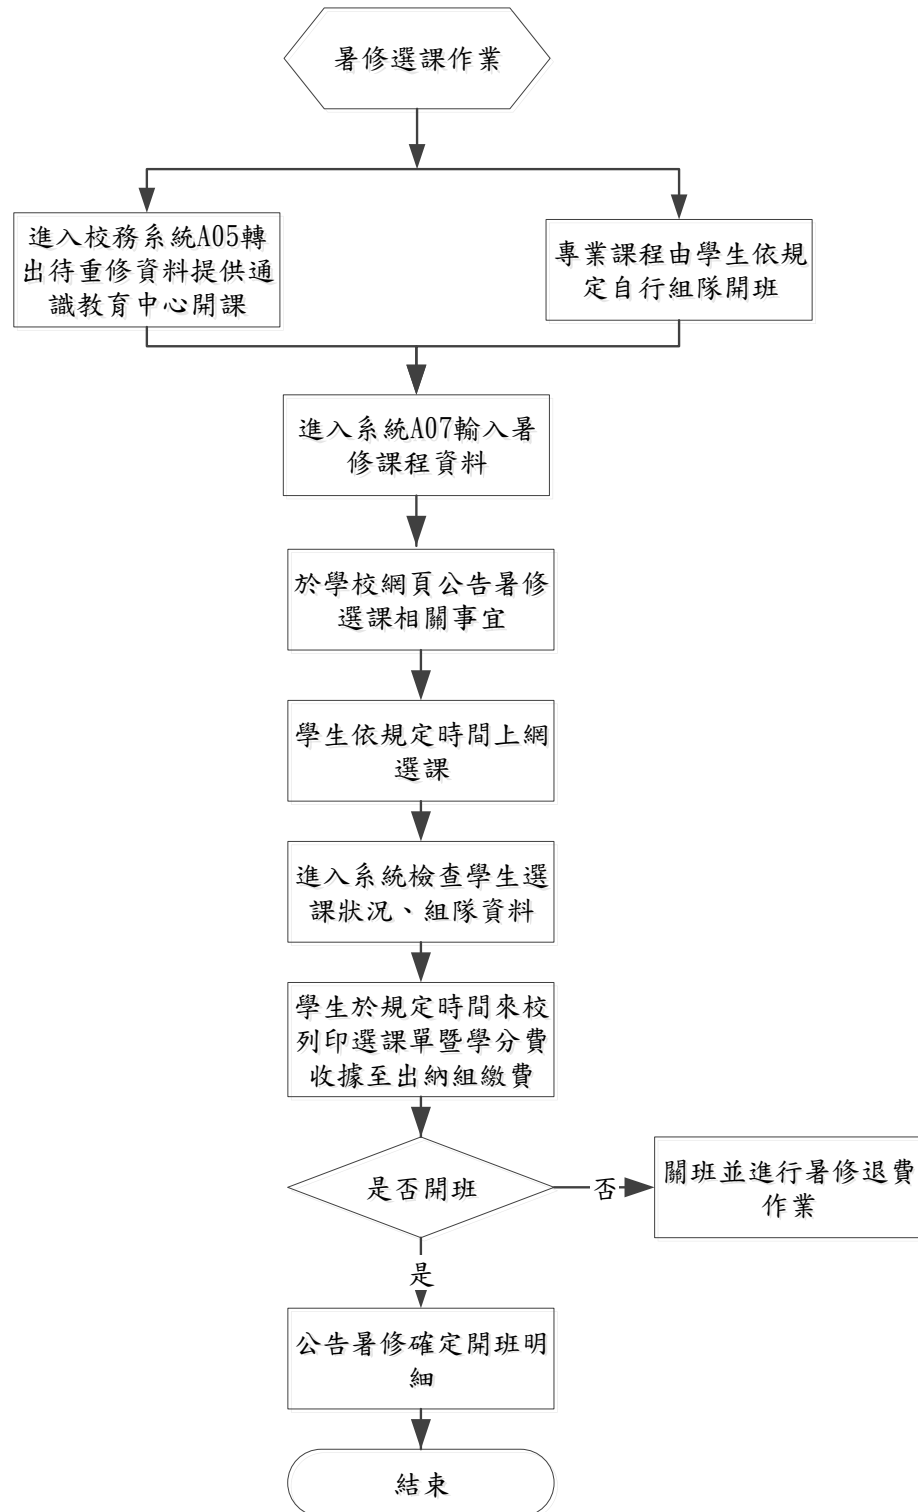 暑修選課作業
進入校務系統A05轉
出待重修資料提供通
識教育中心開課
專業課程由學生依規
定自行組隊開班
進入系統A07輸入暑
修課程資料
於學校網頁公告暑修
選課相關事宜
學生依規定時間上網
選課
進入系統檢查學生選
課狀況、組隊資料
學生於規定時間來校
列印選課單暨學分費
收據至出納組繳費
是否開班
否
關班並進行暑修退費
作業
是
公告暑修確定開班明
細
結束